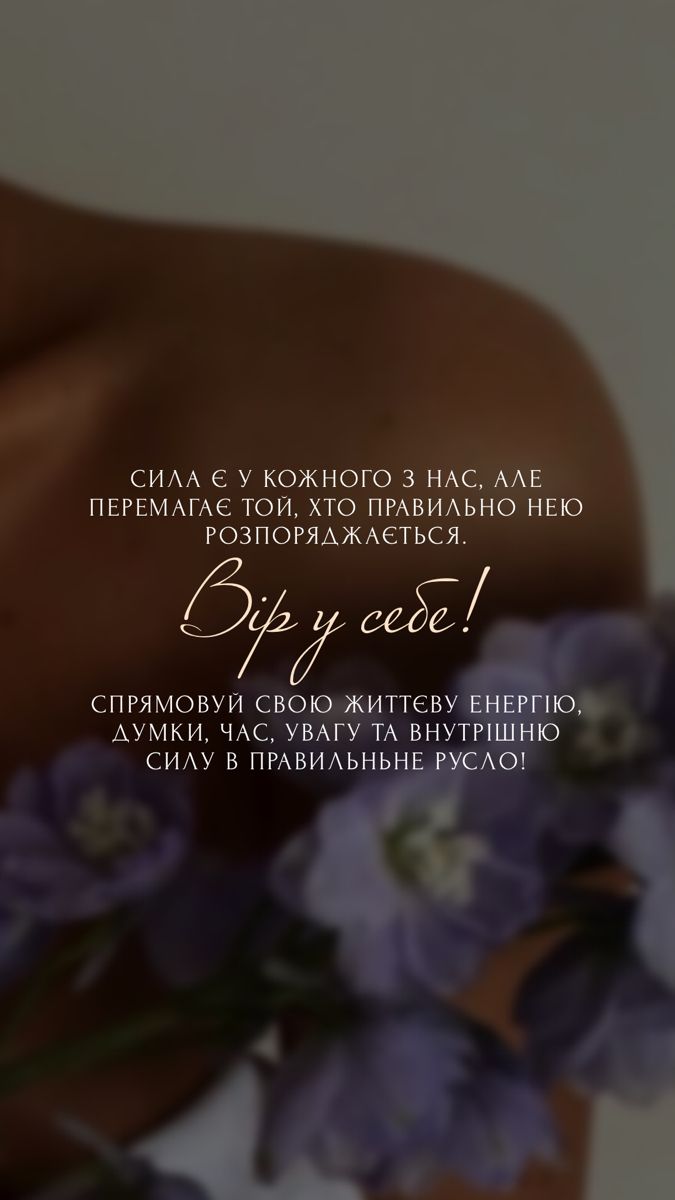 СИЛА Є У КОЖНОГО З НАС, АЛЕ
ПЕРЕМАГАЄ ТОЙ, ХТО ПРАВИЛЬНО НЕЮ
РОЗПОРЯДЖАЄТЬСЯ.
Вір у себе!
СПРЯМОВУЙ СВОЮ ЖИТТЄВУ ЕНЕРГІЮ,
ДУМКИ, ЧАС, УВАГУ ТА ВНУТРІШНЮ
СИЛУ В ПРАВИЛЬНЬНЕ РУСЛО!